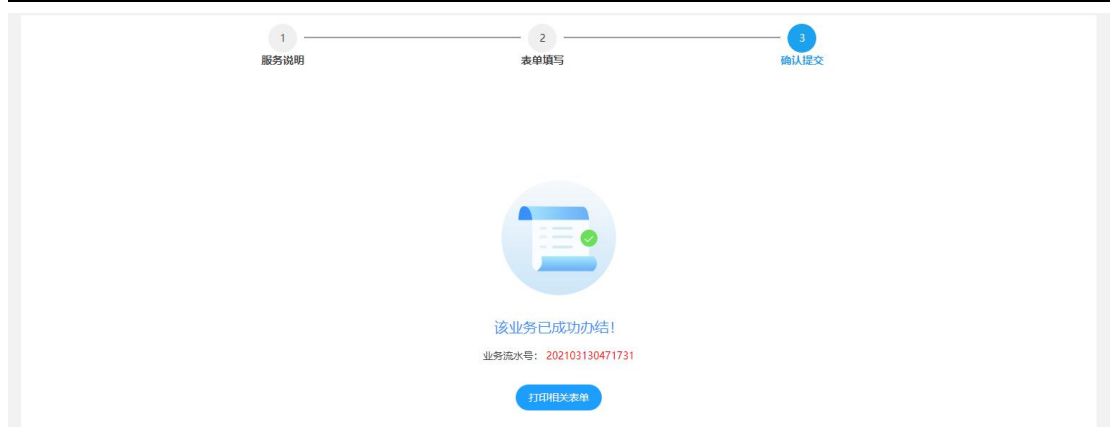 1
2
3
服务说明
表单填写
确认提交
该业务已成功办结!
业务流水号: 202103130471731
打印相关表单